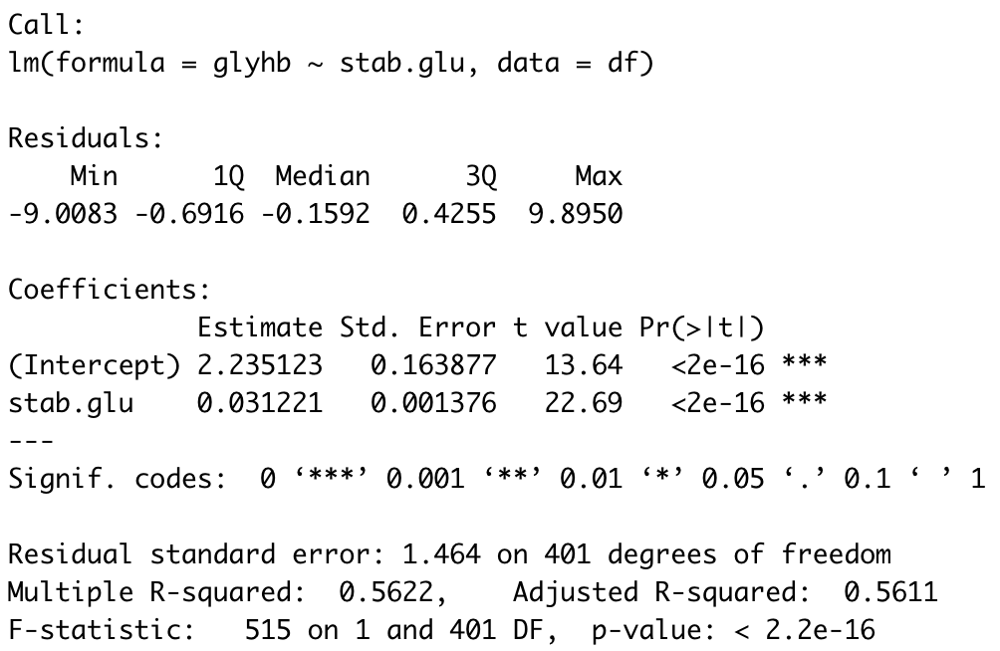 Call:
lm(formula = glyhb ~ stab.glu, data = df)
Residuals:
    Min      1Q  Median      3Q     Max
-9.0083 -0.6916 -0.1592  0.4255  9.8950
Coefficients:
            Estimate Std. Error t value Pr(>|t|)
(Intercept) 2.235123   0.163877   13.64   <2e-16 ***
stab.glu    0.031221   0.001376   22.69   <2e-16 ***
---
Signif. codes:  0 ‘***’ 0.001 ‘**’ 0.01 ‘*’ 0.05 ‘.’ 0.1 ‘ ’ 1
Residual standard error: 1.464 on 401 degrees of freedom
Multiple R-squared:  0.5622,    Adjusted R-squared:  0.5611
F-statistic:   515 on 1 and 401 DF,  p-value: < 2.2e-16